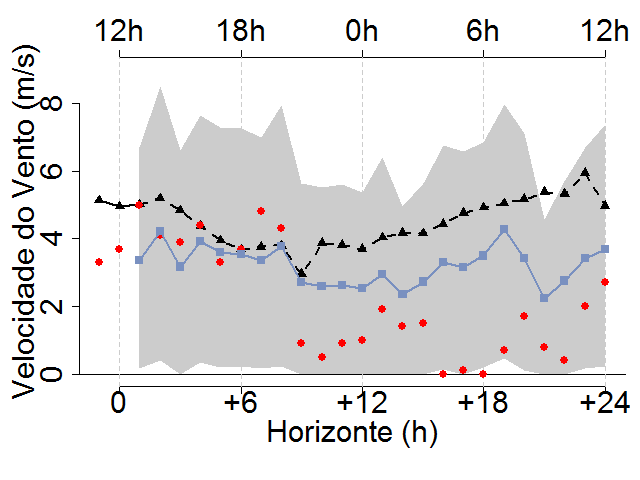 12h 18h 0h 6h 12h
Velocidade do Vento (m/s)
8
6
4
2
0
0 +6 +12 +18 +24
Horizonte (h)